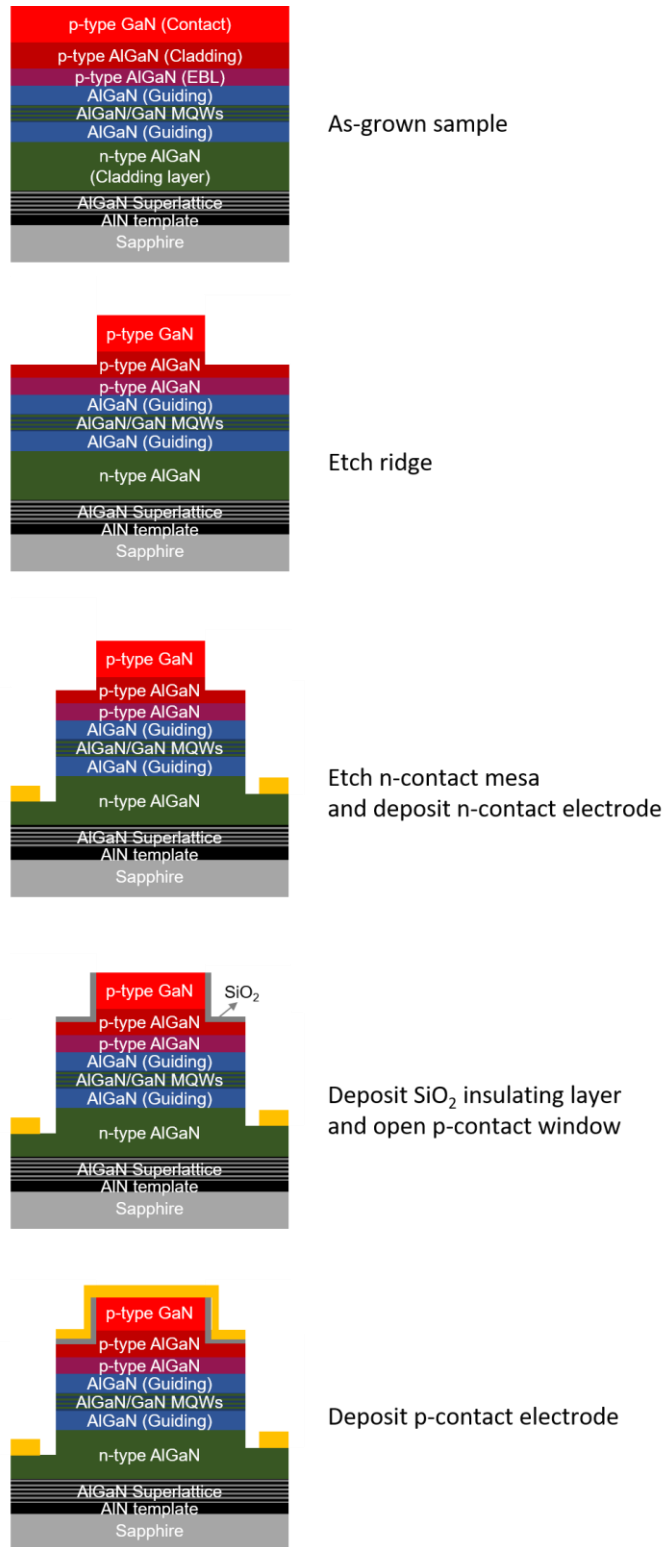 p-type GaN (Contact)
p-type AlGaN (Cladding)
p-type AlGaN (EBL)
AlGaN (Guiding)
AlGaN/GaN MQWs
AlGaN (Guiding)
n-type AlGaN
(Cladding layer)
AlGaN Superlattice
AlN template
Sapphire
As-grown sample
p-type GaN
p-type AlGaN
p-type AlGaN
AlGaN (Guiding)
AlGaN/GaN MQWs
AlGaN (Guiding)
n-type AlGaN
AlGaN Superlattice
AlN template
Sapphire
Etch ridge
p-type GaN
p-type AlGaN
p-type AlGaN
AlGaN (Guiding)
AlGaN/GaN MQWs
AlGaN (Guiding)
n-type AlGaN
AlGaN Superlattice
AlN template
Sapphire
Etch n-contact mesa
and deposit n-contact electrode
p-type GaN
SiO₂
p-type AlGaN
p-type AlGaN
AlGaN (Guiding)
AlGaN/GaN MQWs
AlGaN (Guiding)
n-type AlGaN
AlGaN Superlattice
AlN template
Sapphire
Deposit SiO₂ insulating layer
and open p-contact window
p-type GaN
p-type AlGaN
p-type AlGaN
AlGaN (Guiding)
AlGaN/GaN MQWs
AlGaN (Guiding)
n-type AlGaN
AlGaN Superlattice
AlN template
Sapphire
Deposit p-contact electrode